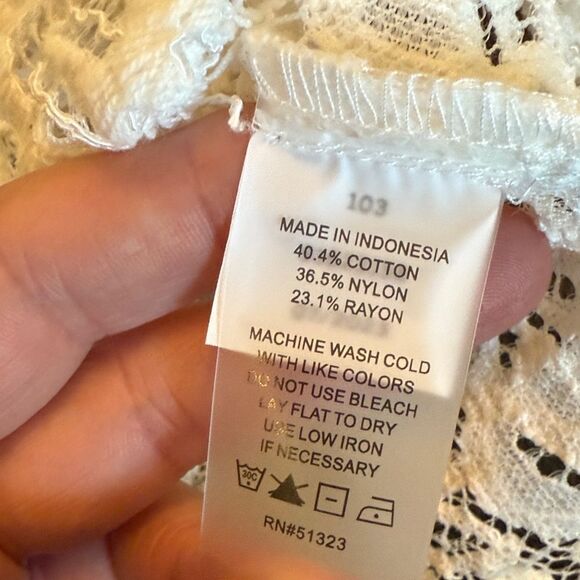 103
MADE IN INDONESIA
40.4% COTTON
36.5% NYLON
23.1% RAYON
MACHINE WASH COLD
WITH LIKE COLORS
DO NOT USE BLEACH
LAY FLAT TO DRY
USE LOW IRON
IF NECESSARY
30C
RN#51323